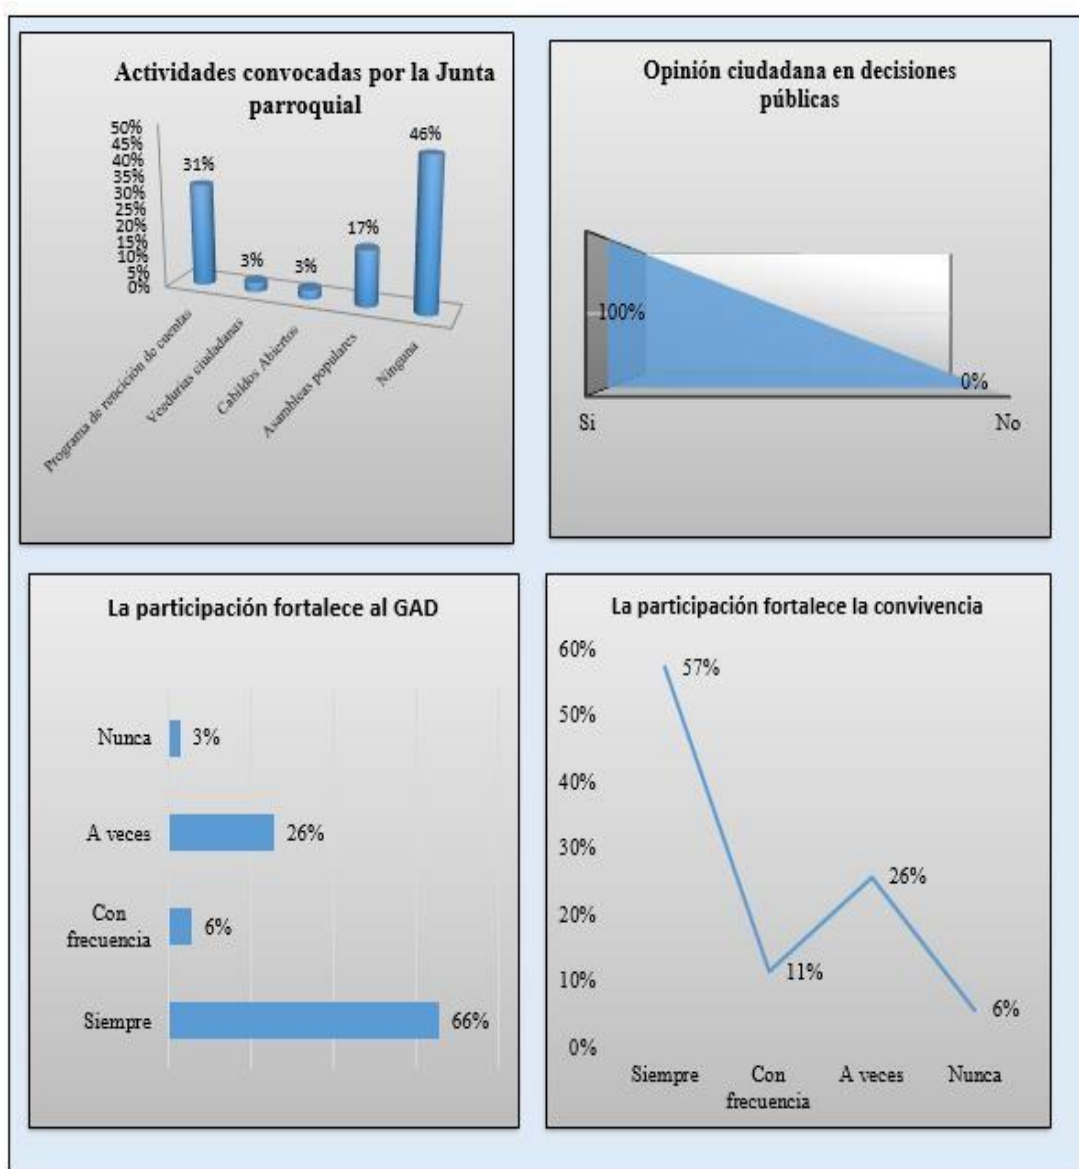 Actividades convocadas por la Junta
parroquial
50%
45%
40%
35%
30%
25%
20%
15%
10%
5%
0%
31%
3%
3%
17%
46%
Programa de rencición de cuentas
Veedurias ciudadanas
Cabildos Abiertos
Asambleas populares
Ninguna
Opinión ciudadana en decisiones
públicas
100%
0%
Si
No
La participación fortalece al GAD
Nunca
3%
A veces
26%
Con
frecuencia
6%
Siempre
66%
La participación fortalece la convivencia
60%
50%
40%
30%
20%
10%
0%
57%
11%
26%
6%
Siempre
Con
frecuencia
A veces
Nunca